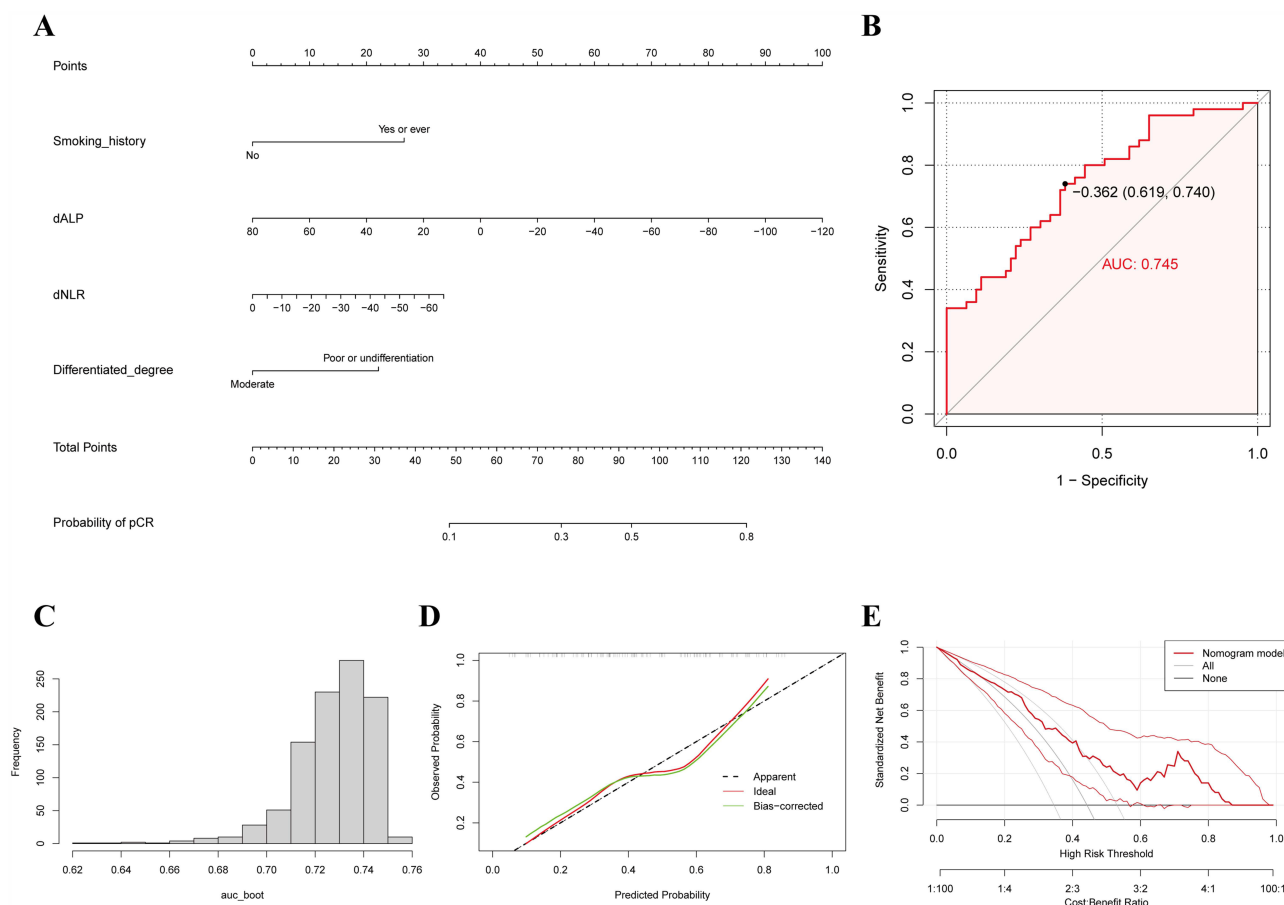 A
Points
0 10 20 30 40 50 60 70 80 90 100
Smoking_history
Yes or ever
No
dALP
80 60 40 20 0 −20 −40 −60 −80 −100 −120
dNLR
0 −10 −20 −30 −40 −50 −60
Differentiated_degree
Poor or undifferentiation
Moderate
Total Points
0 10 20 30 40 50 60 70 80 90 100 110 120 130 140
Probability of pCR
0.1 0.3 0.5 0.8
B
Sensitivity
1.0
0.8
0.6
0.4
0.2
0.0
−0.362 (0.619, 0.740)
AUC: 0.745
0.0 0.5 1.0
1 − Specificity
C
Frequency
250
200
150
100
50
0
0.62 0.64 0.66 0.68 0.70 0.72 0.74 0.76
auc_boot
D
Observed Probability
1.0
0.8
0.6
0.4
0.2
Apparent
Ideal
Bias−corrected
0.0 0.2 0.4 0.6 0.8 1.0
Predicted Probability
E
Standardized Net Benefit
1.0
0.8
0.6
0.4
0.2
0.0
Nomogram model
All
None
0.0 0.2 0.4 0.6 0.8 1.0
High Risk Threshold
1:100 1:4 2:3 3:2 4:1 100:1
Cost:Benefit Ratio